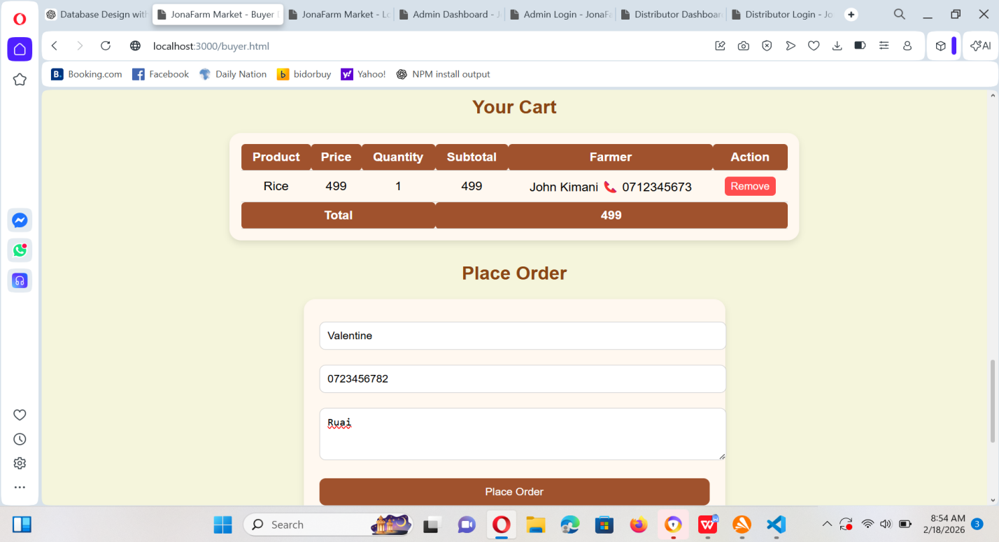 Database Design with
JonaFarm Market - Buyer
JonaFarm Market - Lo
Admin Dashboard - J
Admin Login - JonaFa
Distributor Dashboar
Distributor Login - Jo
localhost:3000/buyer.html
AI
B. Booking.com
Facebook
Daily Nation
b bidorbuy
y! Yahoo!
NPM install output
Your Cart
Product Price Quantity Subtotal Farmer Action
Rice 499 1 499 John Kimani 📞 0712345673 Remove
Total 499
Place Order
Valentine
0723456782
Ruai
Place Order
Search
8:54 AM
2/18/2026
3